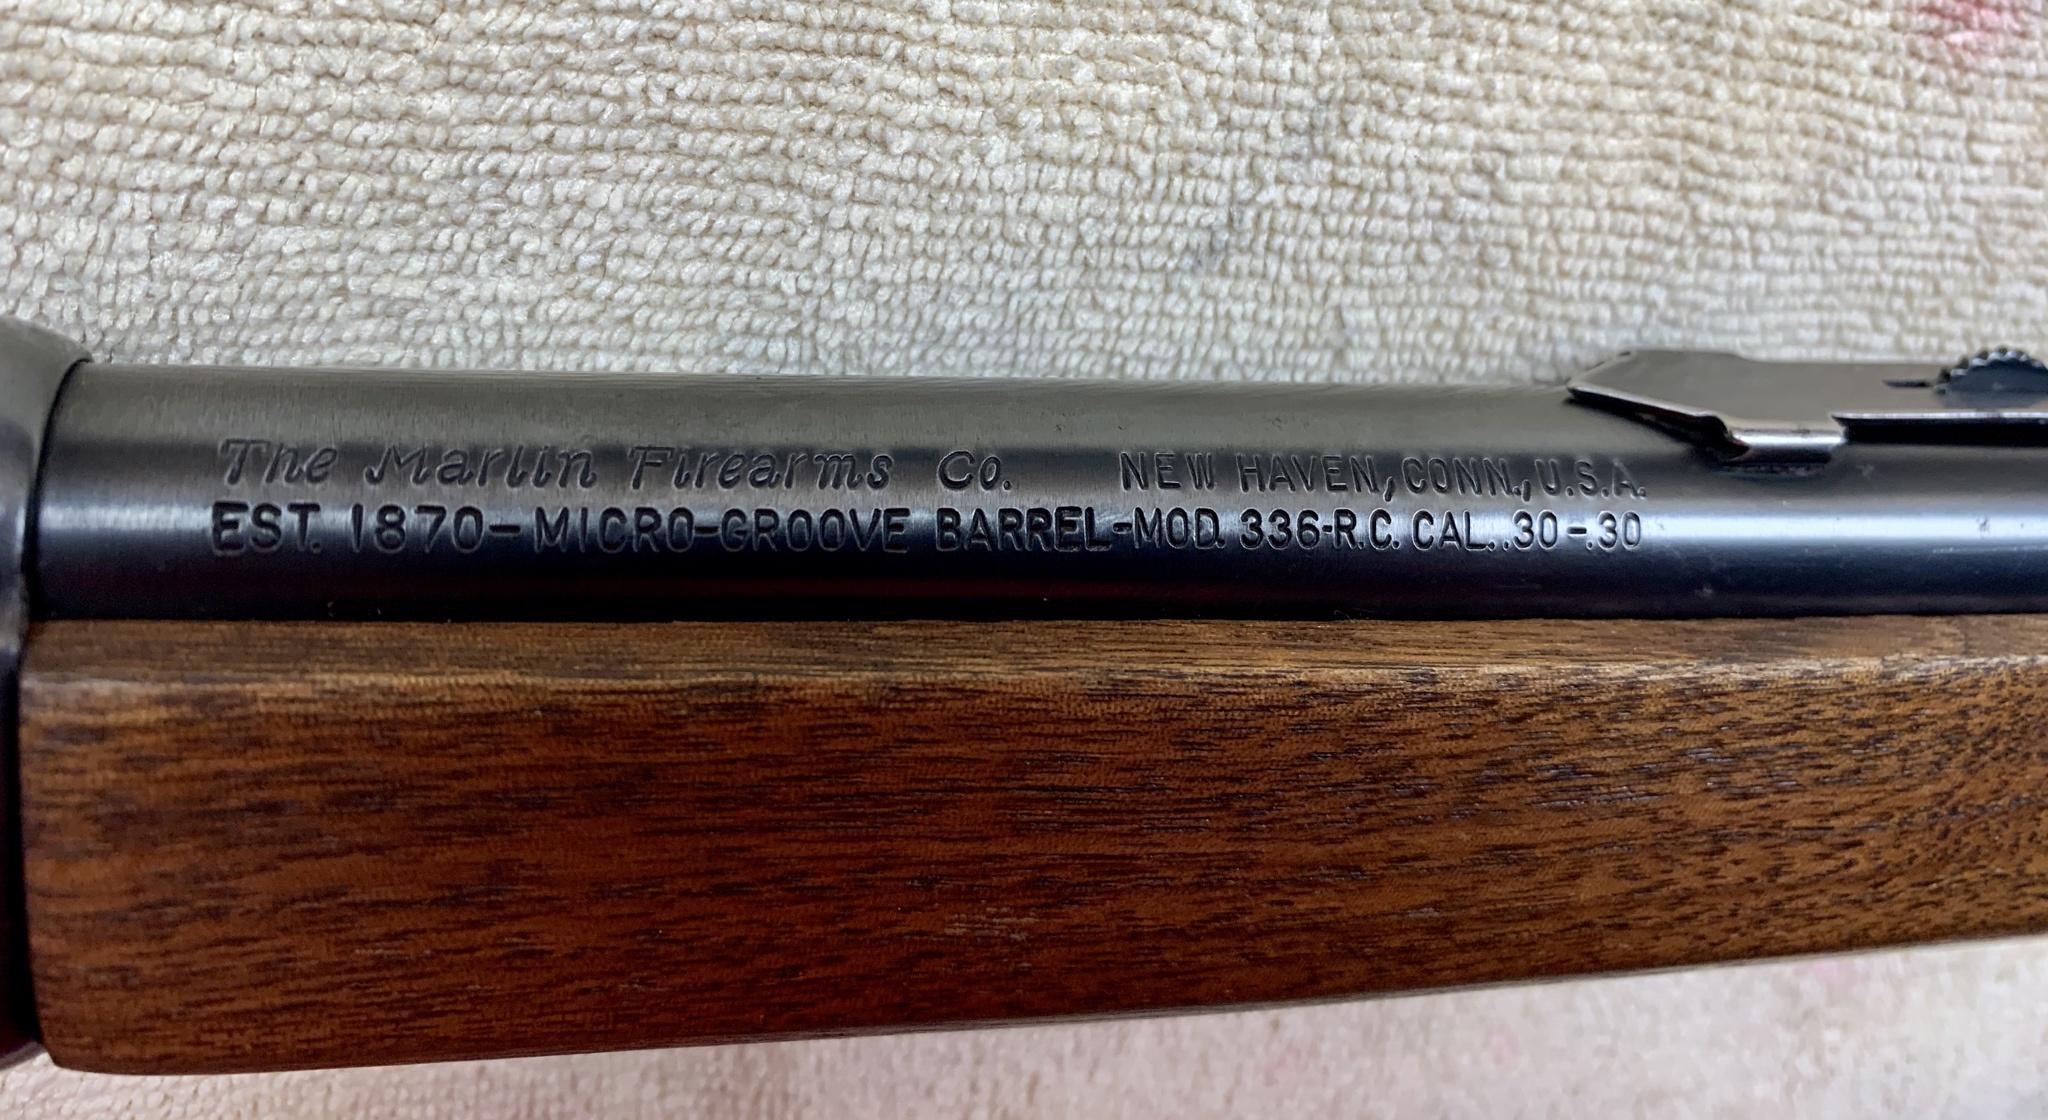 The Marlin Firearms Co. NEW HAVEN, CONN., U.S.A.
EST. 1870-MICRO-GROOVE BARREL-MOD. 336-R.C. CAL. .30-.30